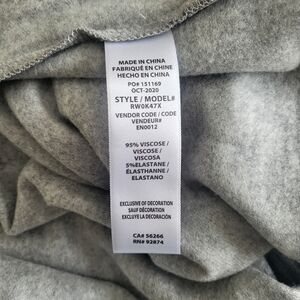 MADE IN CHINA
FABRIQUÉ EN CHINE
HECHO EN CHINA
PO# 151169
OCT-2020
STYLE / MODEL#
RW0K47X
VENDOR CODE / CODE
VENDEUR#
EN0012
95% VISCOSE /
VISCOSE /
VISCOSA
5%ELASTANE /
ÉLASTHANNE /
ELASTANO
EXCLUSIVE OF DECORATION
SAUF DÉCORATION
EXCLUYE LA DECORACIÓN
CA# 56266
RN# 92874